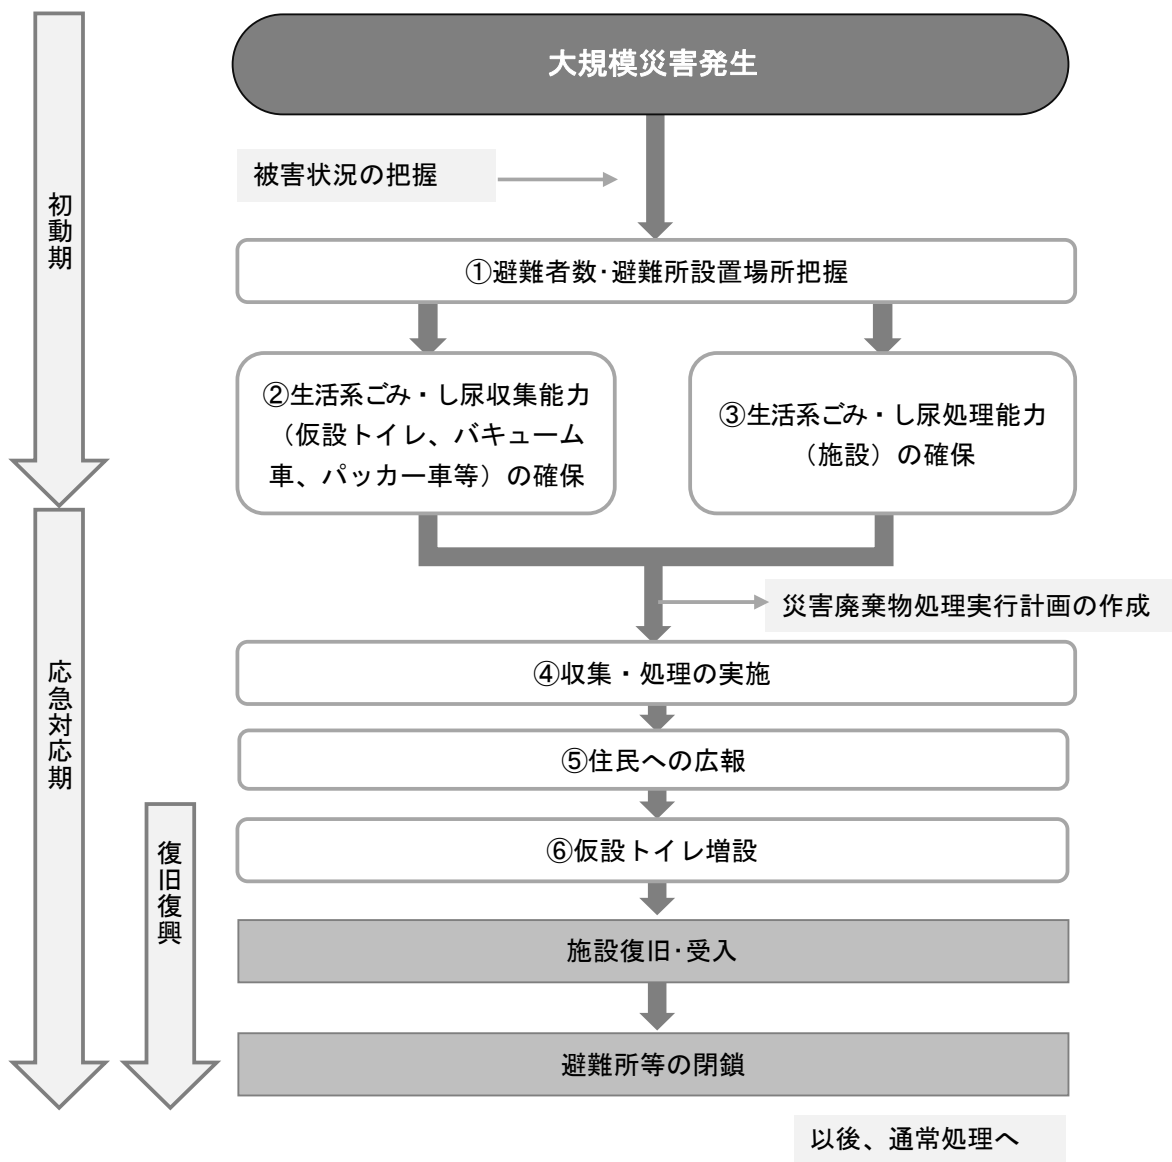 大規模災害発生
被害状況の把握
初動期
①避難者数･避難所設置場所把握
②生活系ごみ・し尿収集能力
（仮設トイレ、バキューム
車、パッカー車等）の確保
③生活系ごみ・し尿処理能力
（施設）の確保
災害廃棄物処理実行計画の作成
応急対応期
④収集・処理の実施
⑤住民への広報
復旧復興
⑥仮設トイレ増設
施設復旧･受入
避難所等の閉鎖
以後、通常処理へ